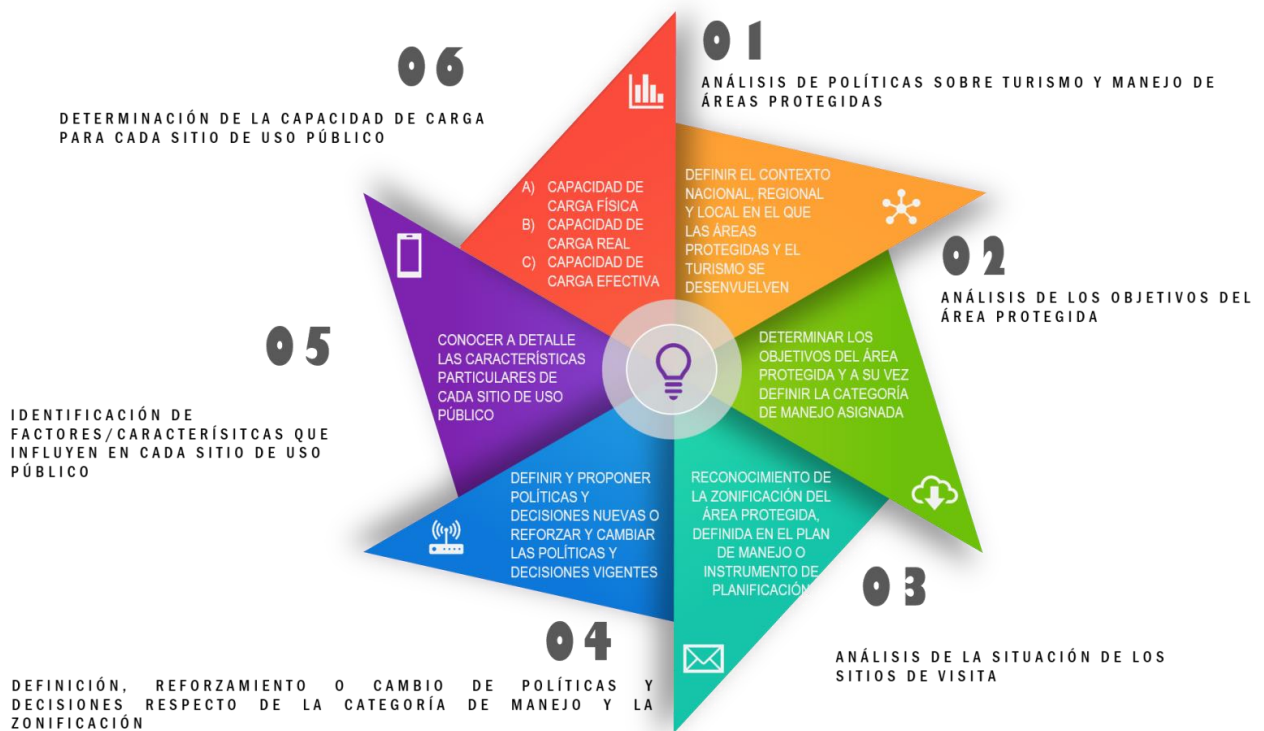 01
ANÁLISIS DE POLÍTICAS SOBRE TURISMO Y MANEJO DE
ÁREAS PROTEGIDAS
DEFINIR EL CONTEXTO
NACIONAL, REGIONAL
Y LOCAL EN EL QUE
LAS ÁREAS
PROTEGIDAS Y EL
TURISMO SE
DESENVUELVEN
02
ANÁLISIS DE LOS OBJETIVOS DEL
ÁREA PROTEGIDA
DETERMINAR LOS
OBJETIVOS DEL ÁREA
PROTEGIDA Y A SU VEZ
DEFINIR LA CATEGORÍA
DE MANEJO ASIGNADA
03
ANÁLISIS DE LA SITUACIÓN DE LOS
SITIOS DE VISITA
RECONOCIMIENTO DE
LA ZONIFICACIÓN DEL
ÁREA PROTEGIDA,
DEFINIDA EN EL PLAN
DE MANEJO O
INSTRUMENTO DE
PLANIFICACIÓN
04
DEFINICIÓN, REFORZAMIENTO O CAMBIO DE POLÍTICAS Y
DECISIONES RESPECTO DE LA CATEGORÍA DE MANEJO Y LA
ZONIFICACIÓN
DEFINIR Y PROPONER
POLÍTICAS Y
DECISIONES NUEVAS O
REFORZAR Y CAMBIAR
LAS POLÍTICAS Y
DECISIONES VIGENTES
05
IDENTIFICACIÓN DE
FACTORES/CARACTERÍSITCAS QUE
INFLUYEN EN CADA SITIO DE USO
PÚBLICO
CONOCER A DETALLE
LAS CARACTERÍSTICAS
PARTICULARES DE
CADA SITIO DE USO
PÚBLICO
06
DETERMINACIÓN DE LA CAPACIDAD DE CARGA
PARA CADA SITIO DE USO PÚBLICO
A) CAPACIDAD DE
CARGA FÍSICA
B) CAPACIDAD DE
CARGA REAL
C) CAPACIDAD DE
CARGA EFECTIVA